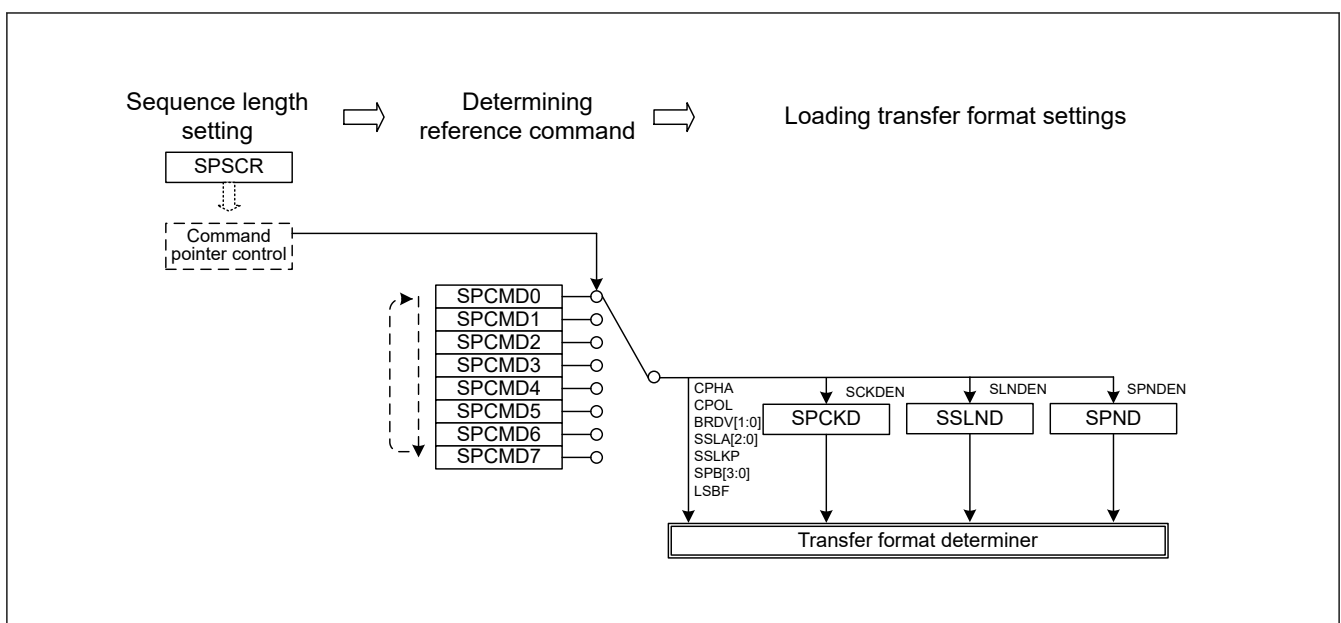 Sequence length
setting
Determining
reference command
Loading transfer format settings
SPSCR
Command
pointer control
SPCMD0
SPCMD1
SPCMD2
SPCMD3
SPCMD4
SPCMD5
SPCMD6
SPCMD7
CPHA
CPOL
BRDV[1:0]
SSLA[2:0]
SSLKP
SPB[3:0]
LSBF
SCKDEN
SPCKD
SLNDEN
SSLND
SPNDEN
SPND
Transfer format determiner